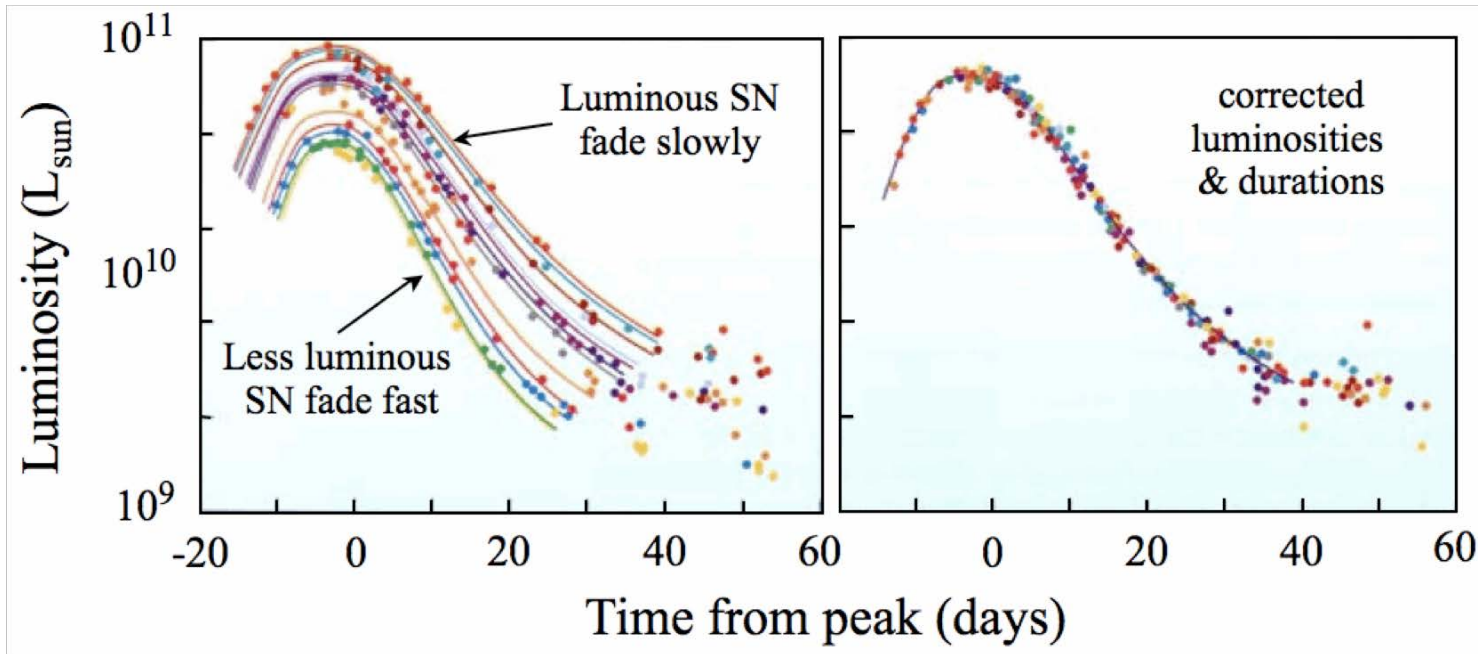 10¹¹
10¹⁰
10⁹
Luminosity (Lₛᵤₙ)
Luminous SN
fade slowly
Less luminous
SN fade fast
corrected
luminosities
& durations
-20 0 20 40 60
0 20 40 60
Time from peak (days)